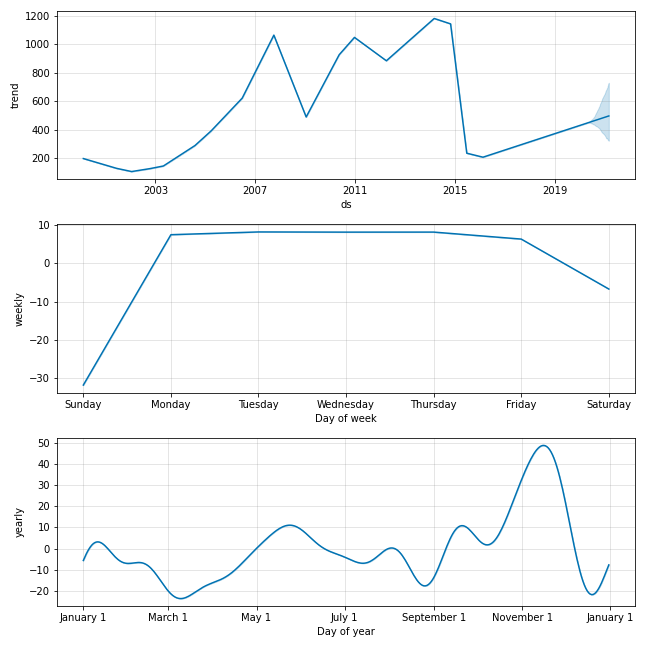 1200
1000
800
600
400
200
trend
2003 2007 2011 2015 2019
ds
10
0
−10
−20
−30
weekly
Sunday Monday Tuesday Wednesday Thursday Friday Saturday
Day of week
50
40
30
20
10
0
−10
−20
yearly
January 1 March 1 May 1 July 1 September 1 November 1 January 1
Day of year